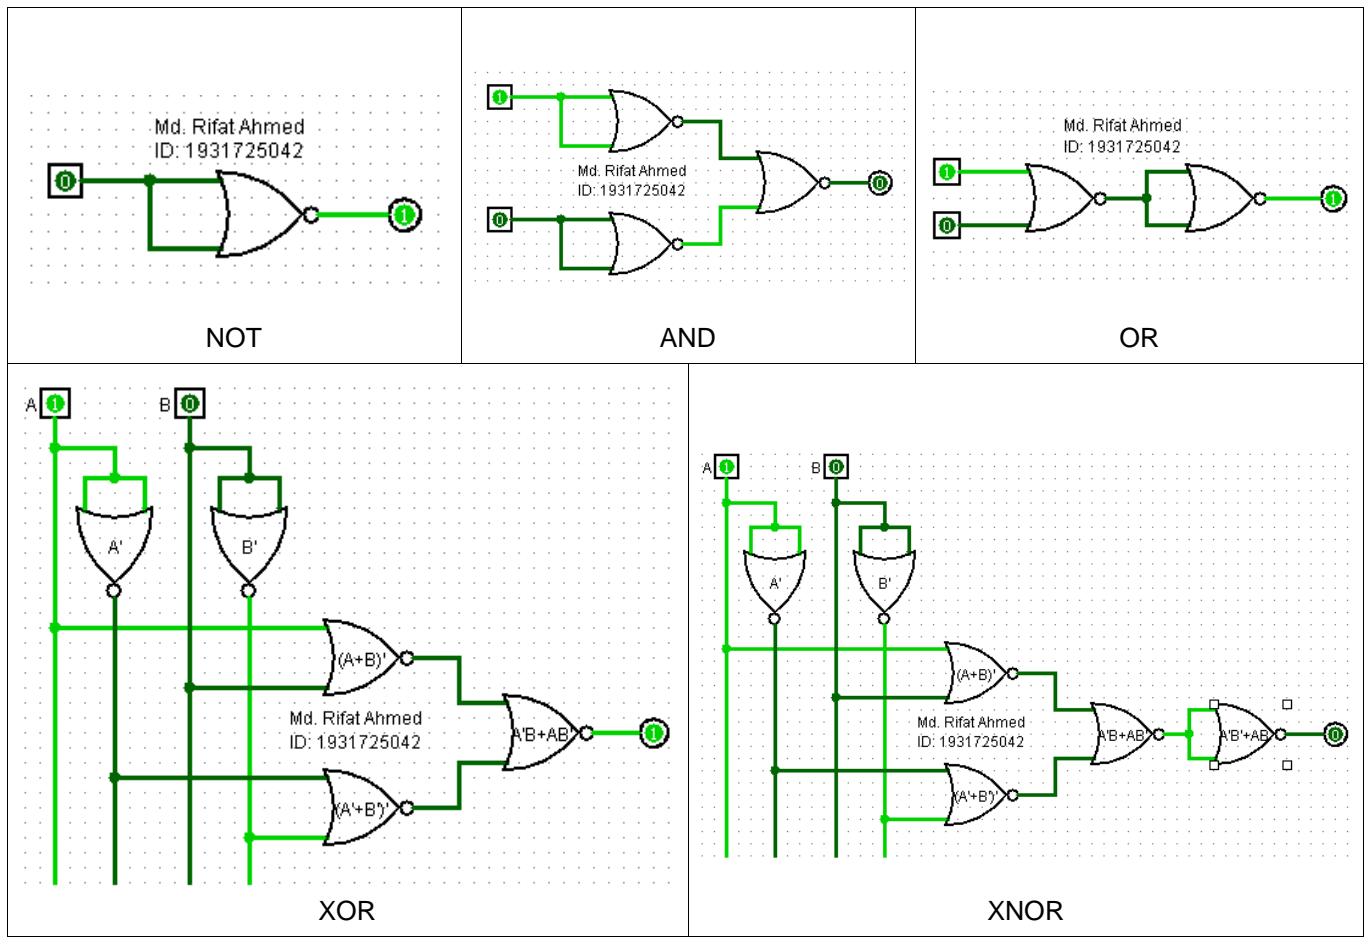 Md. Rifat Ahmed
ID: 1931725042
0
1
NOT
1
Md. Rifat Ahmed
ID: 1931725042
0
0
AND
Md. Rifat Ahmed
ID: 1931725042
1
0
1
OR
A 1
B 0
A'
B'
(A+B)'
Md. Rifat Ahmed
ID: 1931725042
A'B+AB'
1
(A'+B')'
XOR
A 1
B 0
A'
B'
(A+B)'
Md. Rifat Ahmed
ID: 1931725042
A'B+AB'
A'B'+AB
0
(A'+B')'
XNOR